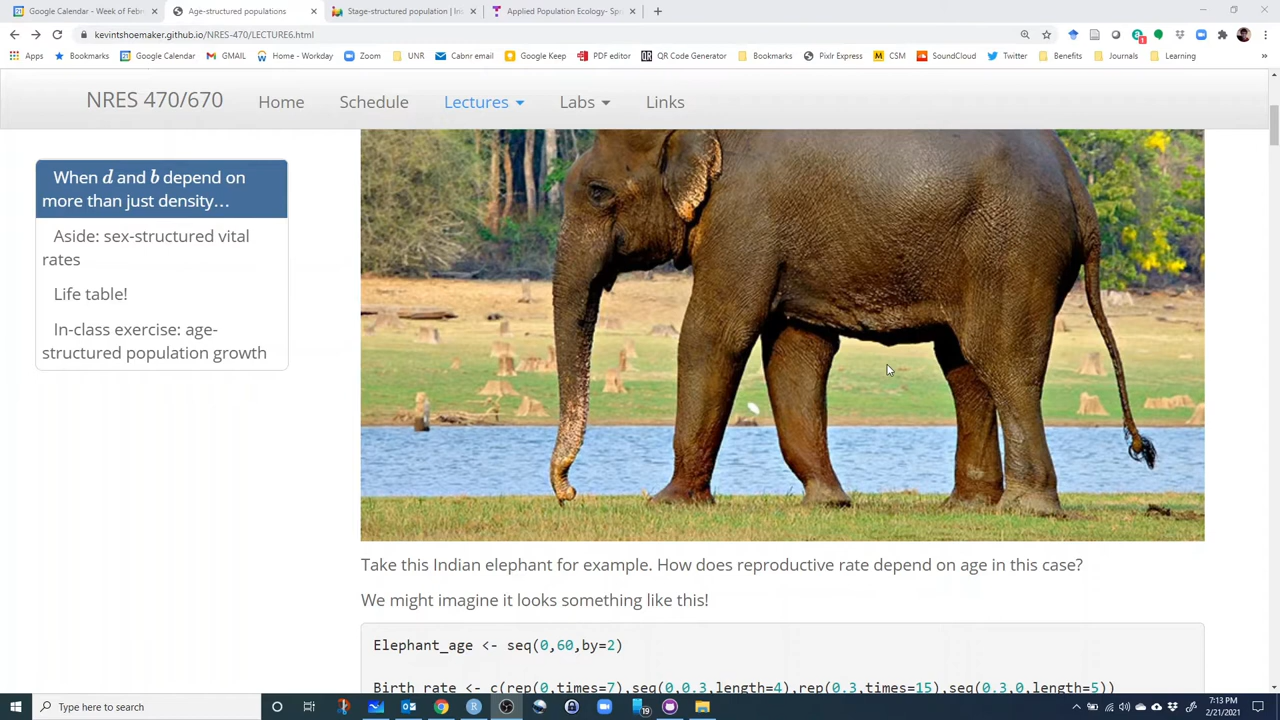 Google Calendar - Week of Febru
Age-structured populations
Stage-structured population | In
Applied Population Ecology- Spr
kevintshoemaker.github.io/NRES-470/LECTURE6.html
Apps
Bookmarks
Google Calendar
GMAIL
Home - Workday
Zoom
UNR
Cabnr email
Google Keep
PDF editor
QR Code Generator
Bookmarks
Pixlr Express
CSM
SoundCloud
Twitter
Benefits
Journals
Learning
NRES 470/670
Home
Schedule
Lectures
Labs
Links
When d and b depend on
more than just density…
Aside: sex-structured vital
rates
Life table!
In-class exercise: age-
structured population growth
Take this Indian elephant for example. How does reproductive rate depend on age in this case?
We might imagine it looks something like this!
Elephant_age <- seq(0,60,by=2)
Birth_rate <- c(rep(0,times=7),seq(0,0.3,length=4),rep(0.3,times=15),seq(0.3,0,length=5))
Type here to search
19
7:13 PM
2/21/2021